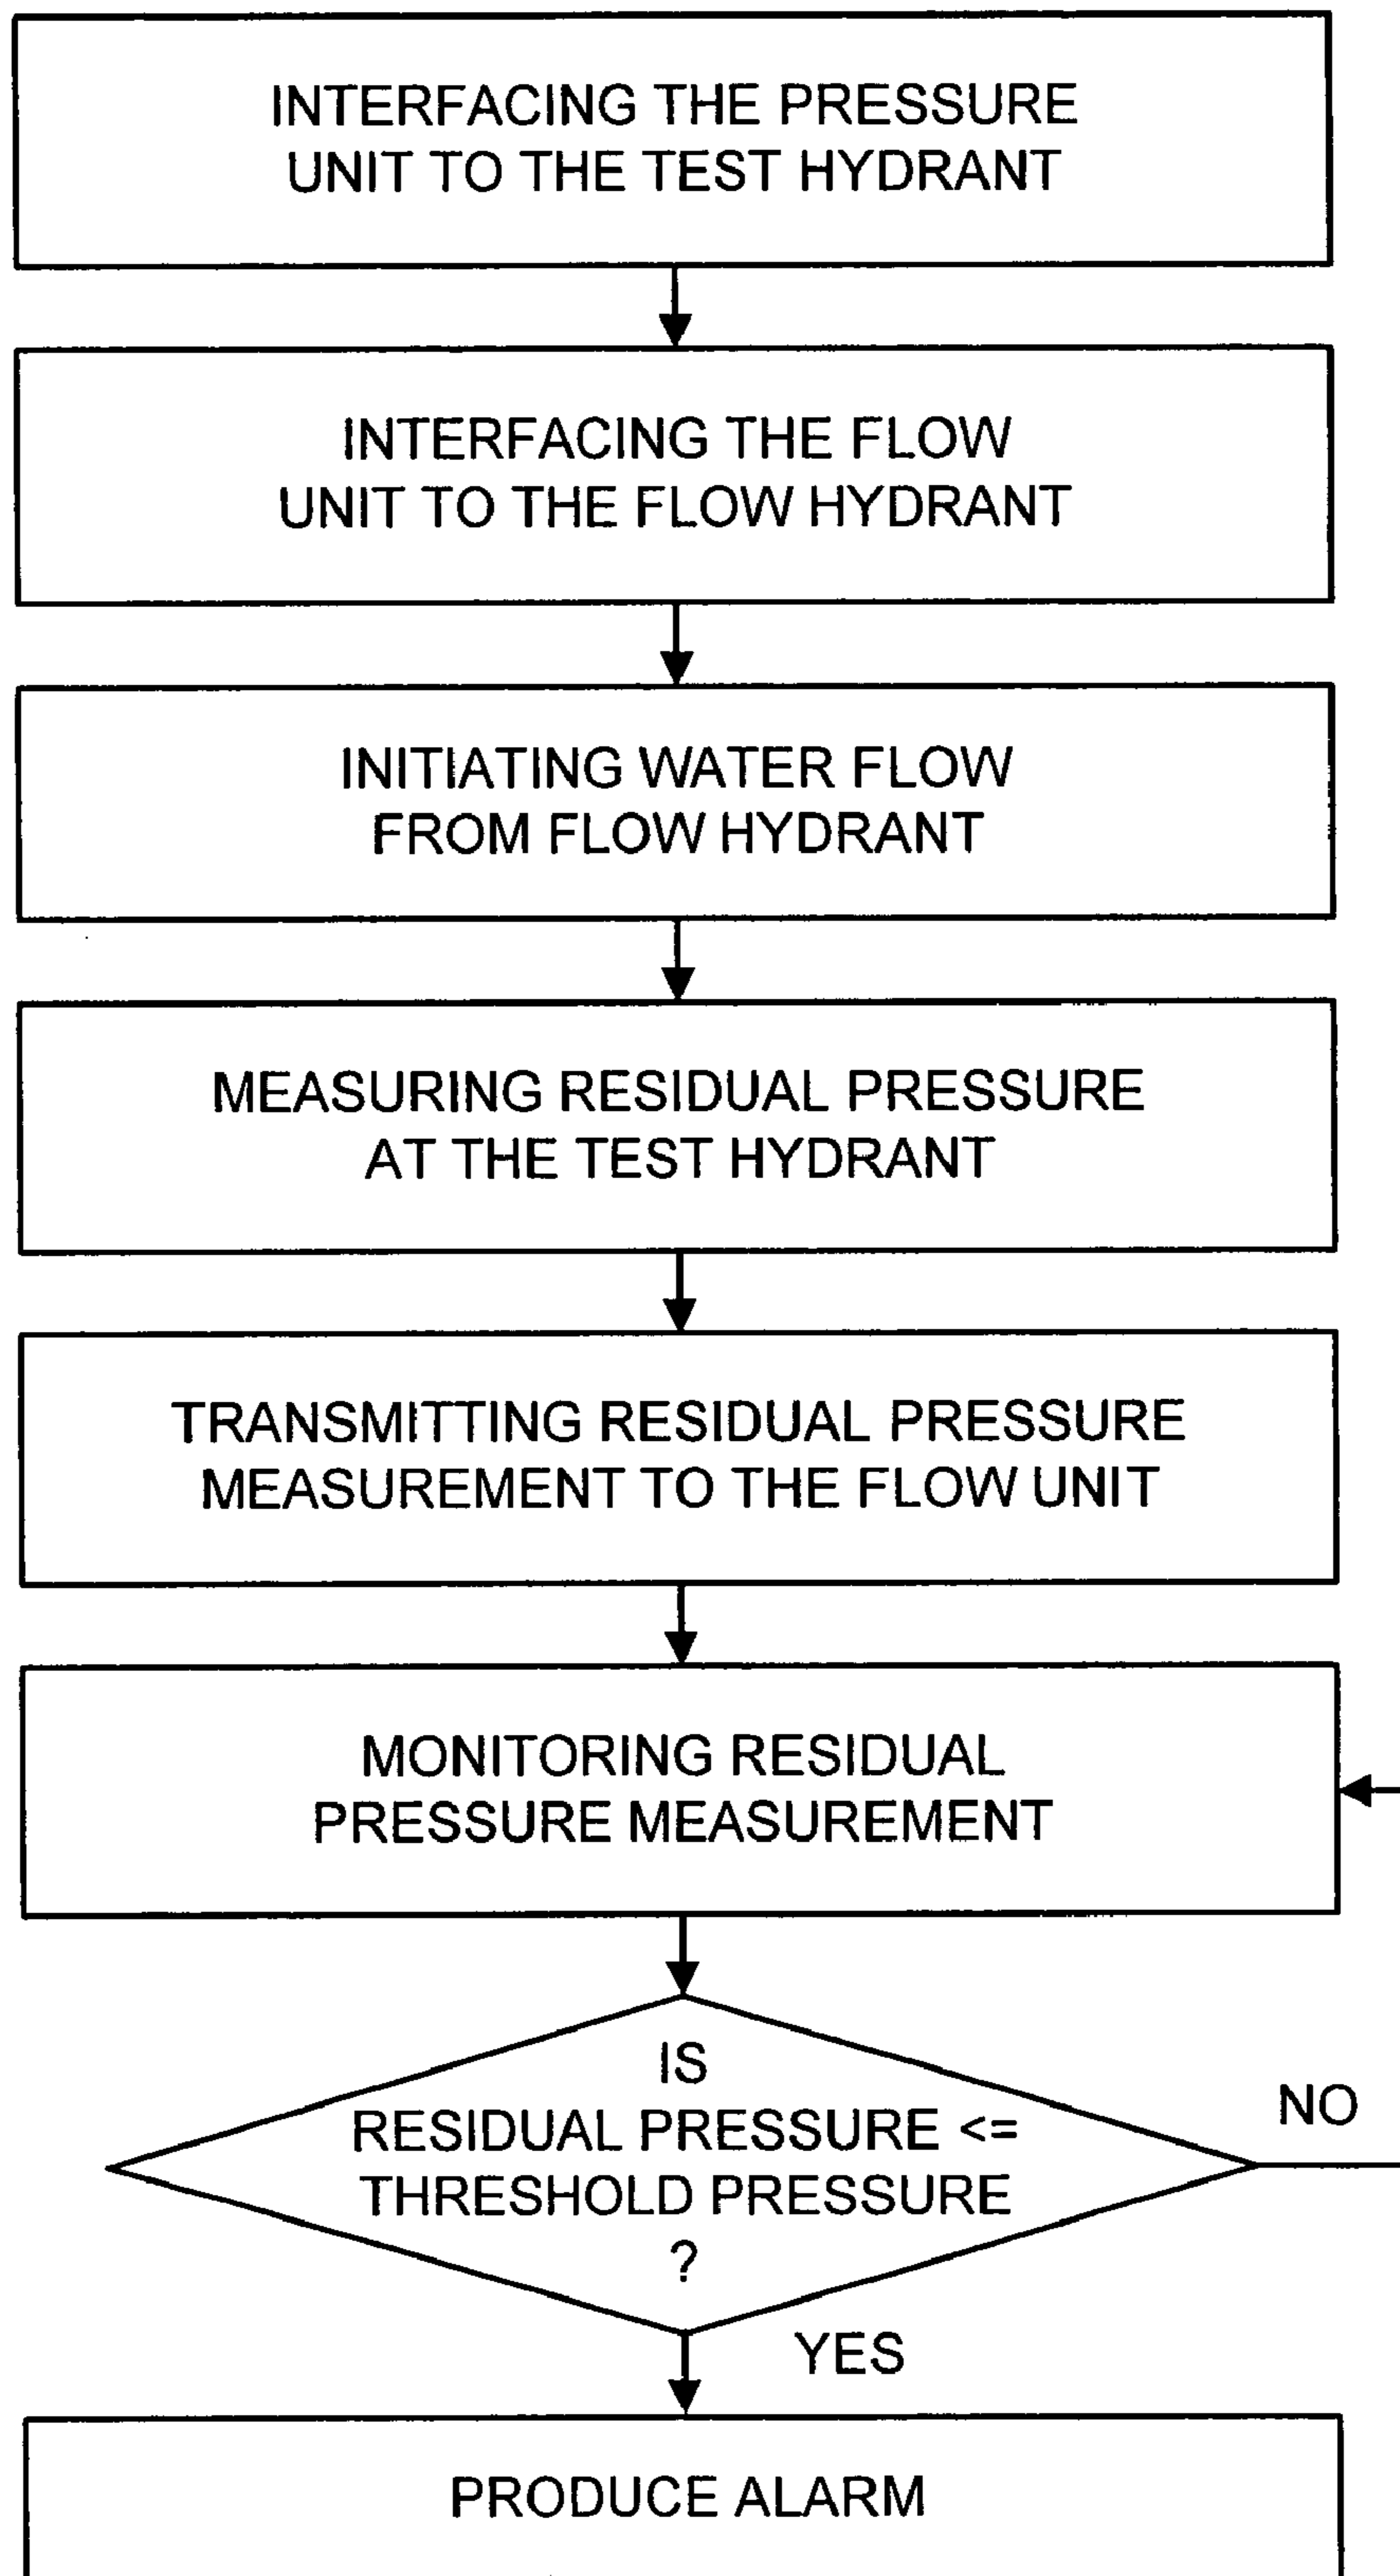 INTERFACING THE PRESSURE
UNIT TO THE TEST HYDRANT
INTERFACING THE FLOW
UNIT TO THE FLOW HYDRANT
INITIATING WATER FLOW
FROM FLOW HYDRANT
MEASURING RESIDUAL PRESSURE
AT THE TEST HYDRANT
TRANSMITTING RESIDUAL PRESSURE
MEASUREMENT TO THE FLOW UNIT
MONITORING RESIDUAL
PRESSURE MEASUREMENT
IS
RESIDUAL PRESSURE <=
THRESHOLD PRESSURE
?
NO
YES
PRODUCE ALARM